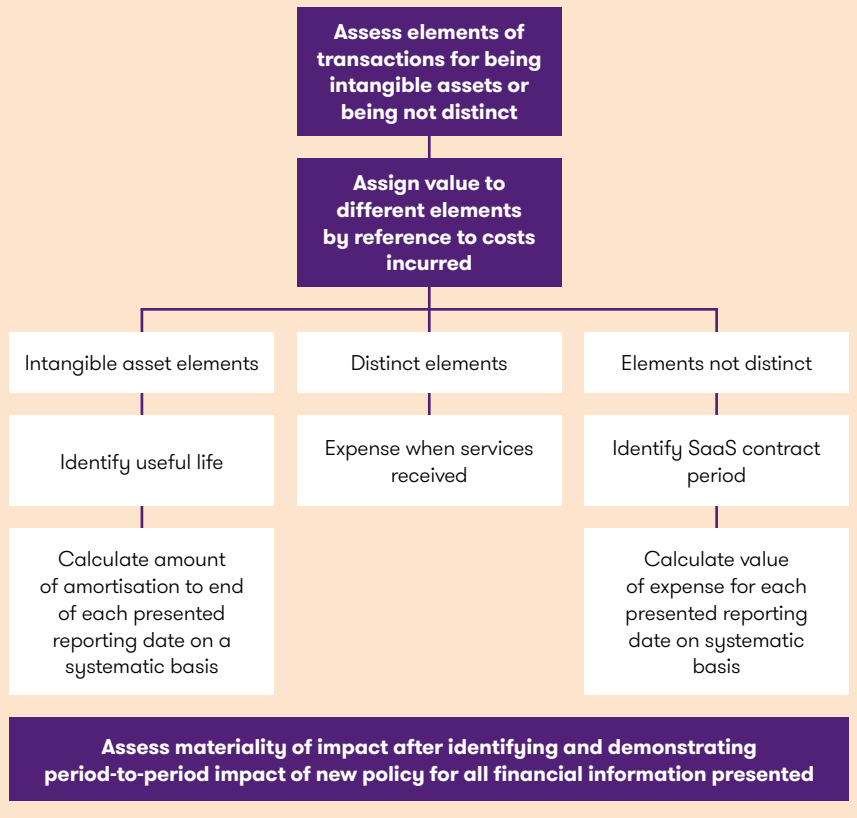 Assess elements of
transactions for being
intangible assets or
being not distinct
Assign value to
different elements
by reference to costs
incurred
Intangible asset elements
Distinct elements
Elements not distinct
Identify useful life
Expense when services
received
Identify SaaS contract
period
Calculate amount
of amortisation to end
of each presented
reporting date on a
systematic basis
Calculate value
of expense for each
presented reporting
date on systematic
basis
Assess materiality of impact after identifying and demonstrating
period-to-period impact of new policy for all financial information presented